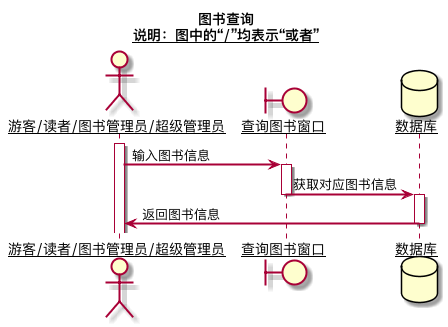 图书查询
说明：图中的“/”均表示“或者”
游客/读者/图书管理员/超级管理员 查询图书窗口 数据库
输入图书信息
获取对应图书信息
返回图书信息
游客/读者/图书管理员/超级管理员 查询图书窗口 数据库